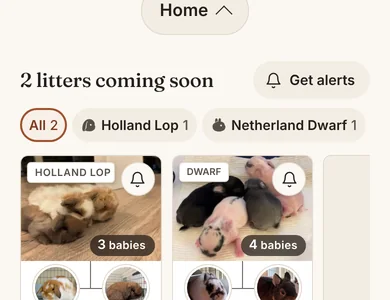 Home
2 litters coming soon
Get alerts
All 2
Holland Lop 1
Netherland Dwarf 1
HOLLAND LOP
DWARF
3 babies
4 babies